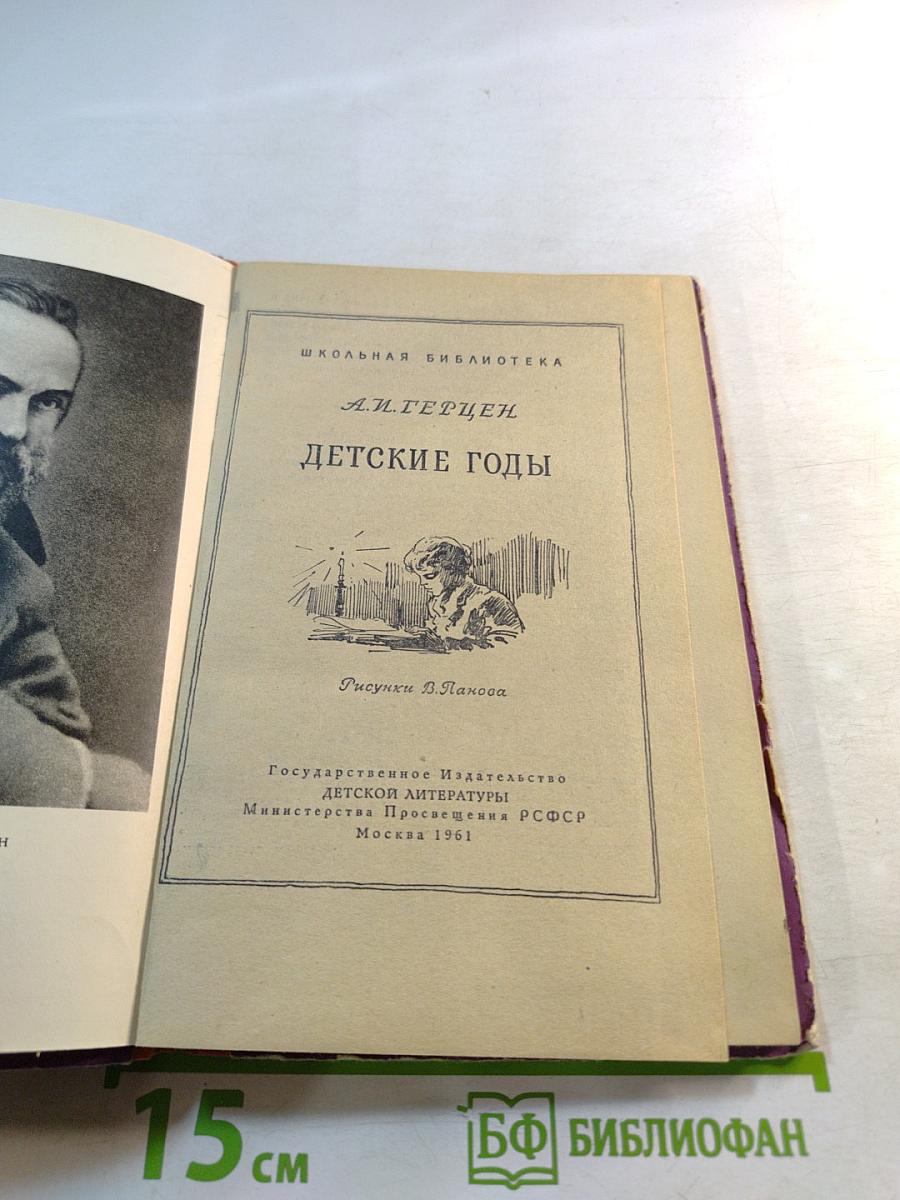 ШКОЛЬНАЯ БИБЛИОТЕКА
А.И.ГЕРЦЕН
ДЕТСКИЕ ГОДЫ
Рисунки В.Панова
Государственное Издательство
ДЕТСКОЙ ЛИТЕРАТУРЫ
Министерства Просвещения РСФСР
Москва 1961
15 см
БФ БИБЛИОФАН